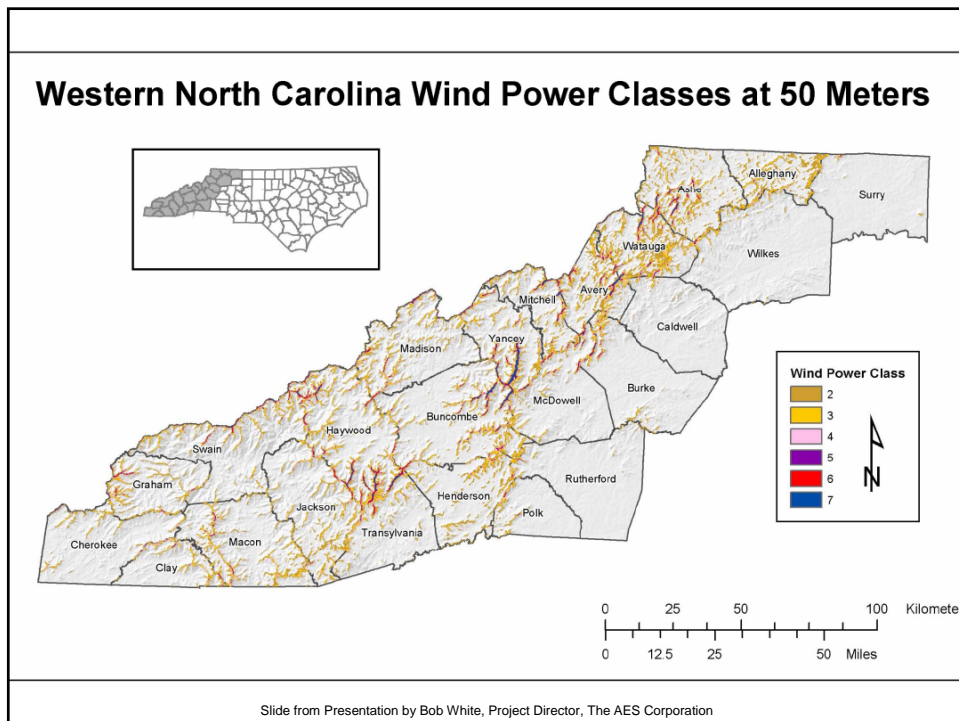 Western North Carolina Wind Power Classes at 50 Meters
Alleghany
Ashe
Surry
Watauga
Wilkes
Avery
Mitchell
Caldwell
Yancey
Madison
Burke
McDowell
Buncombe
Haywood
Swain
Rutherford
Graham
Henderson
Jackson
Polk
Transylvania
Macon
Cherokee
Clay
Wind Power Class
2
3
4
5
6
7
N
0 25 50 100 Kilomete
0 12.5 25 50 Miles
Slide from Presentation by Bob White, Project Director, The AES Corporation